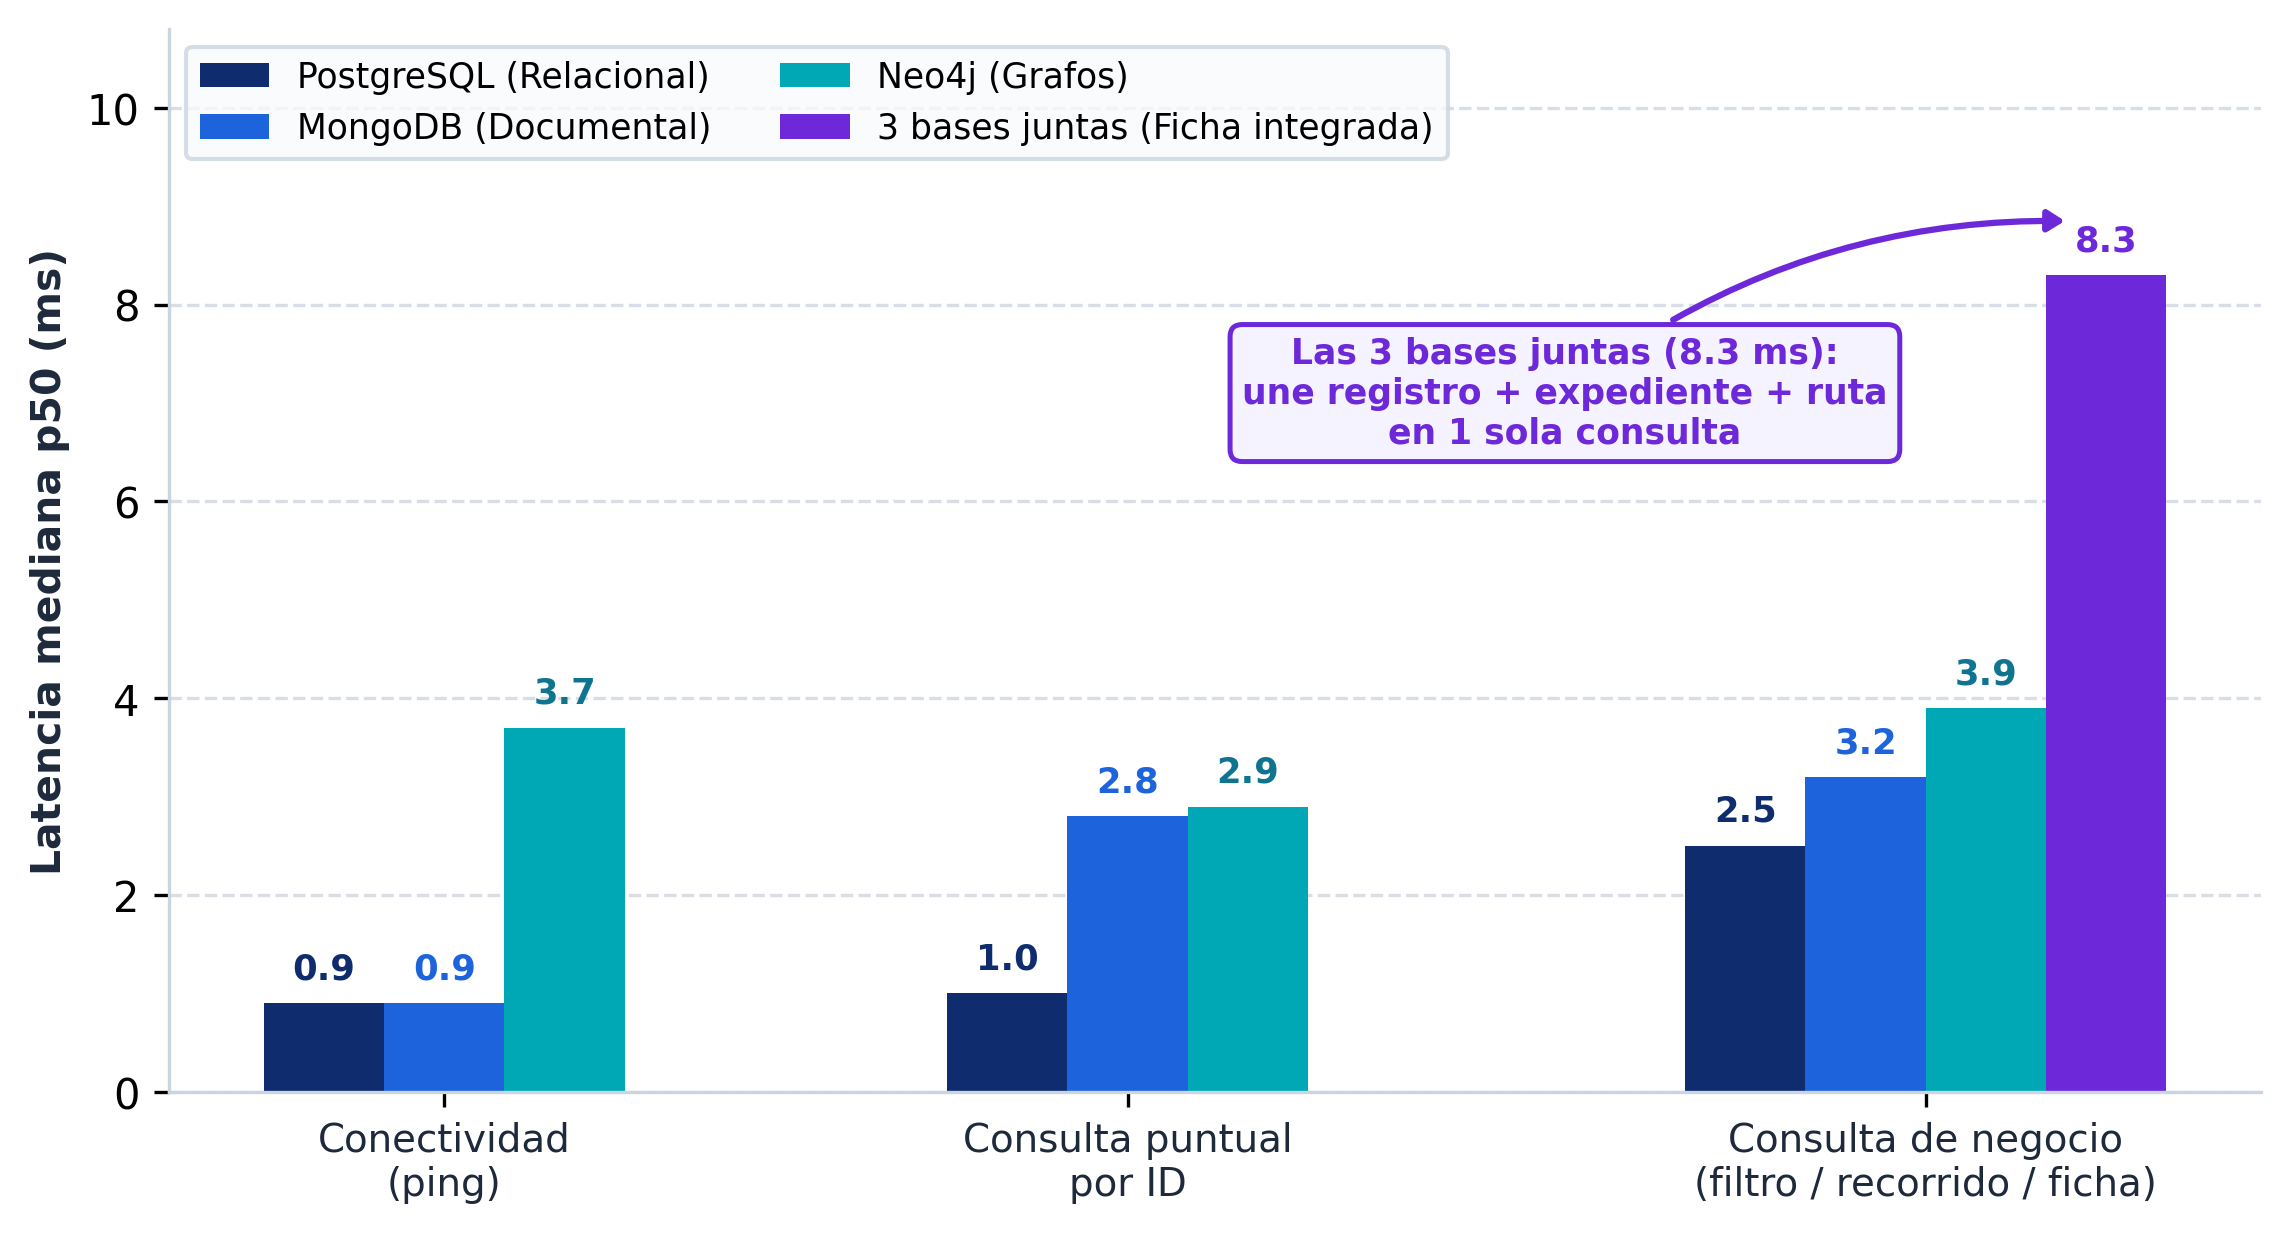 PostgreSQL (Relacional)
MongoDB (Documental)
Neo4j (Grafos)
3 bases juntas (Ficha integrada)
Latencia mediana p50 (ms)
10
8
6
4
2
0
Las 3 bases juntas (8.3 ms):
une registro + expediente + ruta
en 1 sola consulta
0.9
0.9
3.7
1.0
2.8
2.9
2.5
3.2
3.9
8.3
Conectividad
(ping)
Consulta puntual
por ID
Consulta de negocio
(filtro / recorrido / ficha)